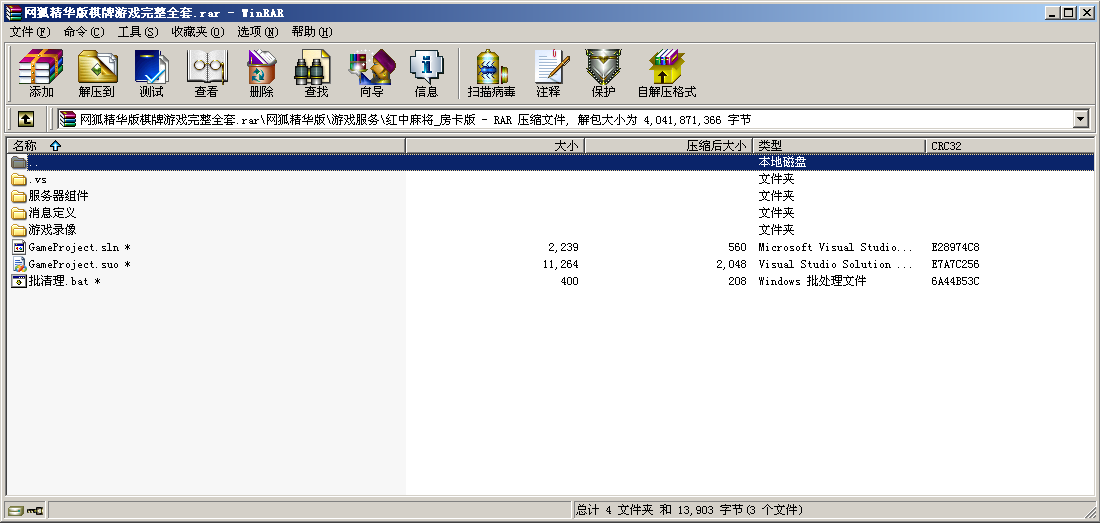 网狐精华版棋牌游戏完整全套.rar - WinRAR
文件(F) 命令(C) 工具(S) 收藏夹(O) 选项(N) 帮助(H)
添加 解压到 测试 查看 删除 查找 向导 信息 扫描病毒 注释 保护 自解压格式
网狐精华版棋牌游戏完整全套.rar\网狐精华版\游戏服务\红中麻将_房卡版 - RAR 压缩文件, 解包大小为 4,041,871,366 字节
名称 大小 压缩后大小 类型 CRC32
.. 本地磁盘
.vs 文件夹
服务器组件 文件夹
消息定义 文件夹
游戏录像 文件夹
GameProject.sln * 2,239 560 Microsoft Visual Studio... E28974C8
GameProject.suo * 11,264 2,048 Visual Studio Solution ... E7A7C256
批清理.bat * 400 208 Windows 批处理文件 6A44B53C
总计 4 文件夹 和 13,903 字节(3 个文件)